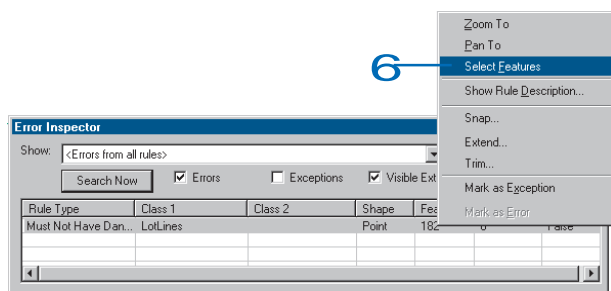 Zoom To
Pan To
6
Select Features
Show Rule Description...
Snap...
Extend...
Trim...
Mark as Exception
Mark as Error
Error Inspector
Show: <Errors from all rules>
Search Now Errors Exceptions Visible Ext
Rule Type Class 1 Class 2 Shape Fea
Must Not Have Dan... LotLines Point 182 0 False